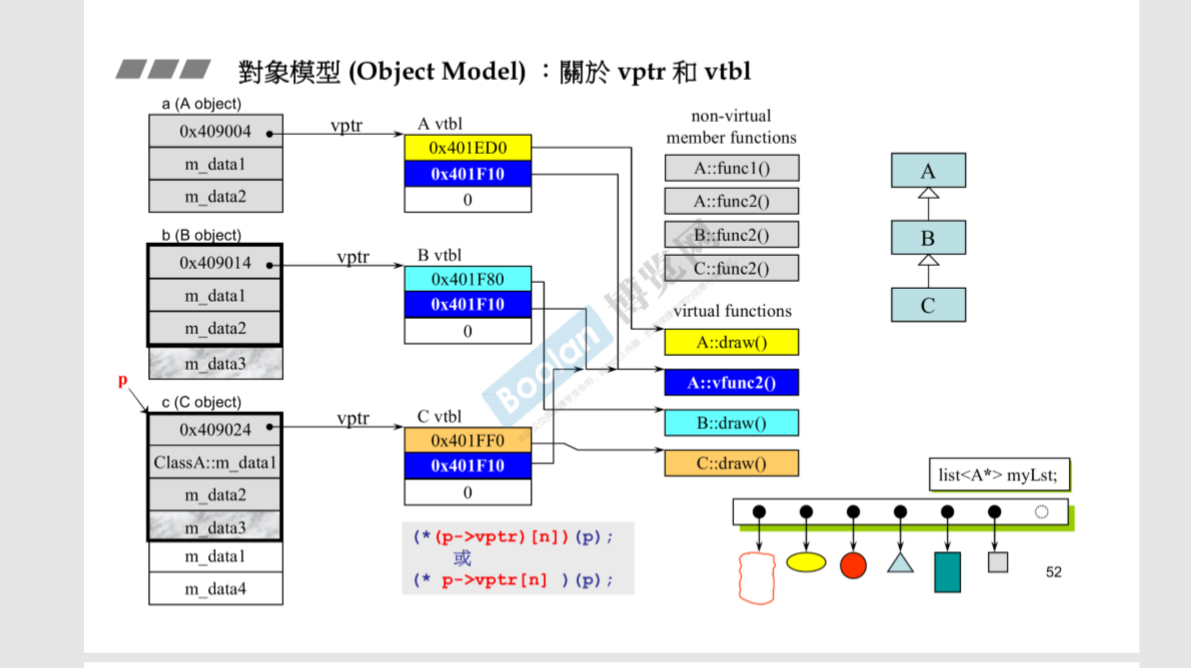 對象模型 (Object Model) ：關於 vptr 和 vtbl
a (A object)
0x409004
m_data1
m_data2
vptr
A vtbl
0x401ED0
0x401F10
0
b (B object)
0x409014
m_data1
m_data2
m_data3
vptr
B vtbl
0x401F80
0x401F10
0
p
c (C object)
0x409024
ClassA::m_data1
m_data2
m_data3
m_data1
m_data4
vptr
C vtbl
0x401FF0
0x401F10
0
(*(p->vptr)[n])(p);
或
(* p->vptr[n] )(p);
non-virtual
member functions
A::func1()
A::func2()
B::func2()
C::func2()
virtual functions
A::draw()
A::vfunc2()
B::draw()
C::draw()
A
B
C
list<A*> myLst;
52
Boolan
博览网